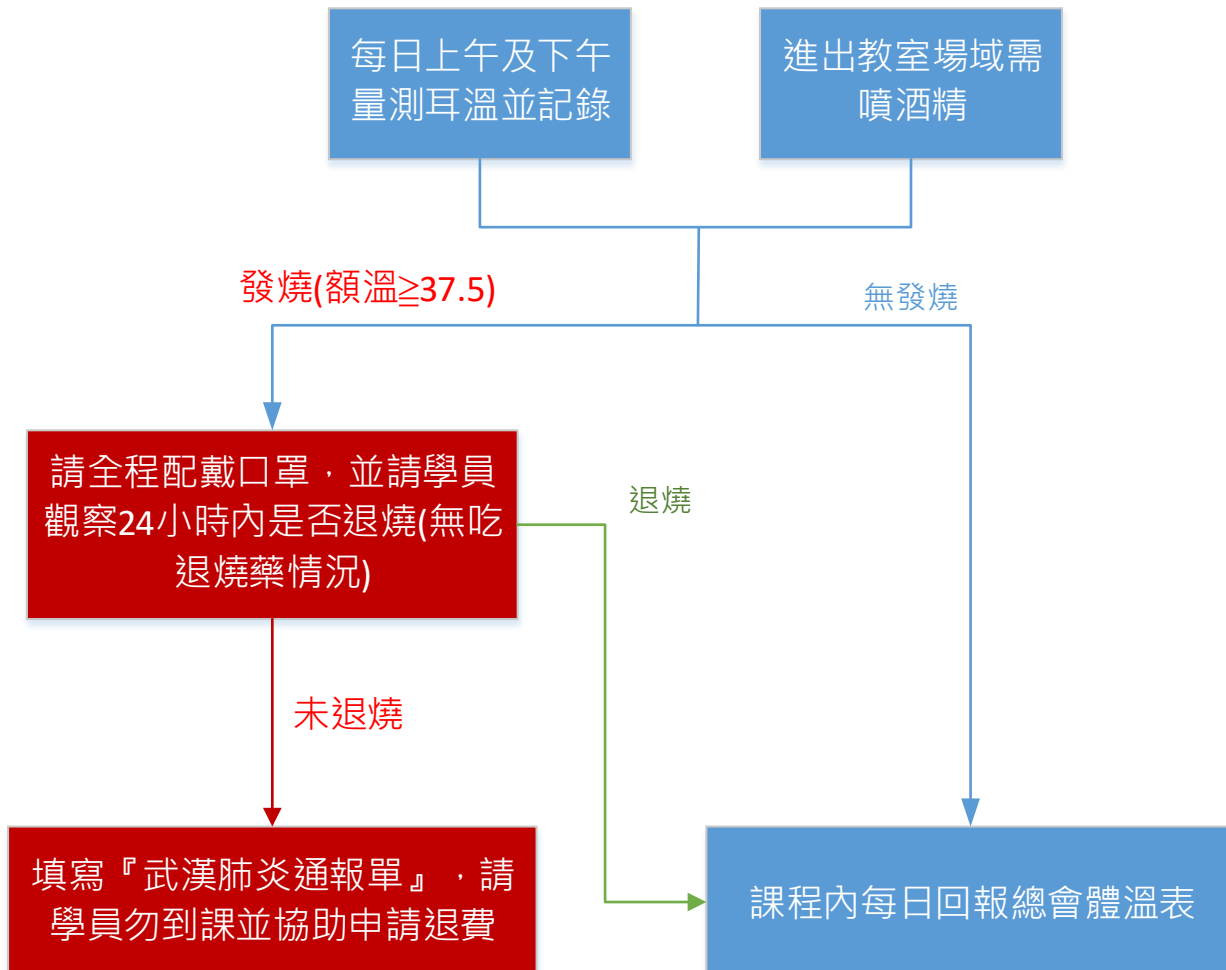 每日上午及下午
量測耳溫並記錄
進出教室場域需
噴酒精
發燒(額溫≧37.5)
無發燒
請全程配戴口罩，並請學員
觀察24小時內是否退燒(無吃
退燒藥情況)
退燒
未退燒
填寫『武漢肺炎通報單』，請
學員勿到課並協助申請退費
課程內每日回報總會體溫表